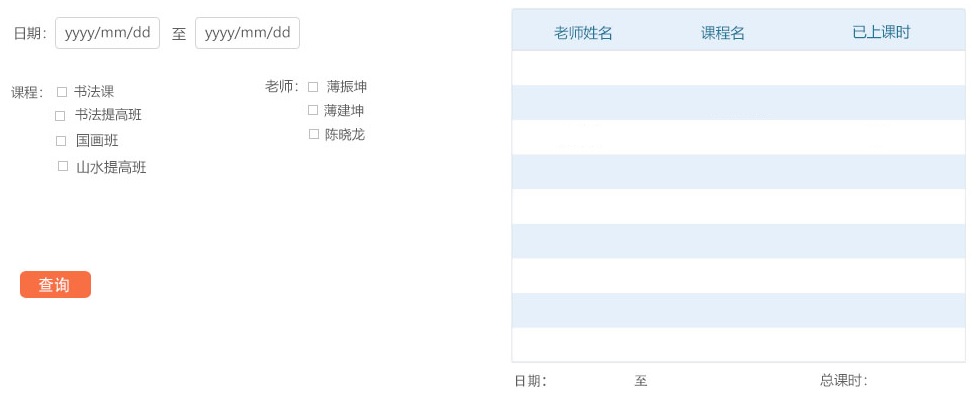 日期： yyyy/mm/dd 至 yyyy/mm/dd
课程： 书法课
书法提高班
国画班
山水提高班
老师： 薄振坤
薄建坤
陈晓龙
查询
老师姓名 课程名 已上课时
日期： 至 总课时：